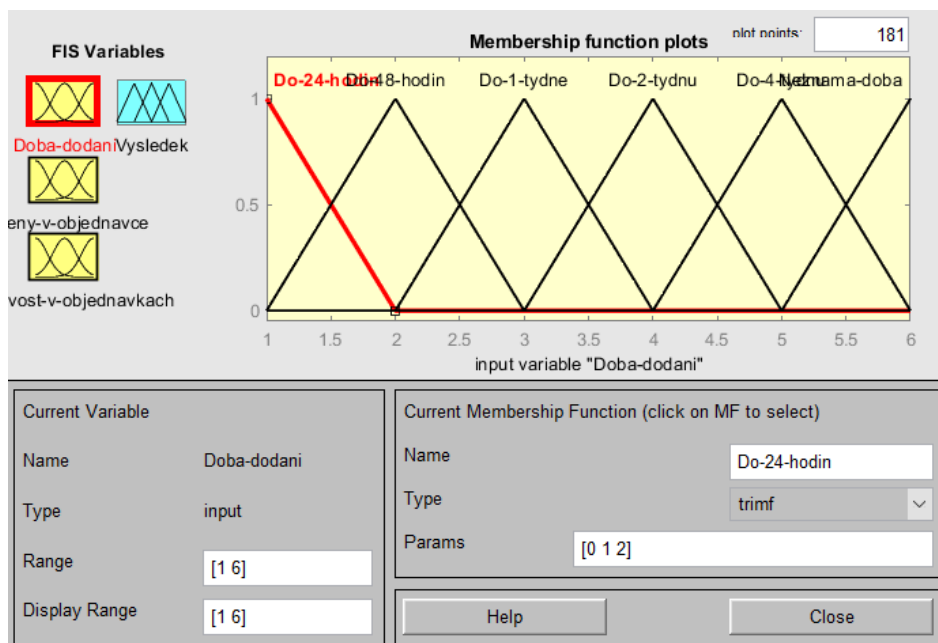 FIS Variables
Membership function plots
plot points:
181
Doba-dodani
Vysledek
eny-v-objednavce
vost-v-objednavkach
Do-24-hodin
Do-48-hodin
Do-1-tydne
Do-2-tydnu
Do-4-tydnu
Neznama-doba
1
0.5
0
1 1.5 2 2.5 3 3.5 4 4.5 5 5.5 6
input variable "Doba-dodani"
Current Variable
Name Doba-dodani
Type input
Range [1 6]
Display Range [1 6]
Current Membership Function (click on MF to select)
Name Do-24-hodin
Type trimf
Params [0 1 2]
Help
Close